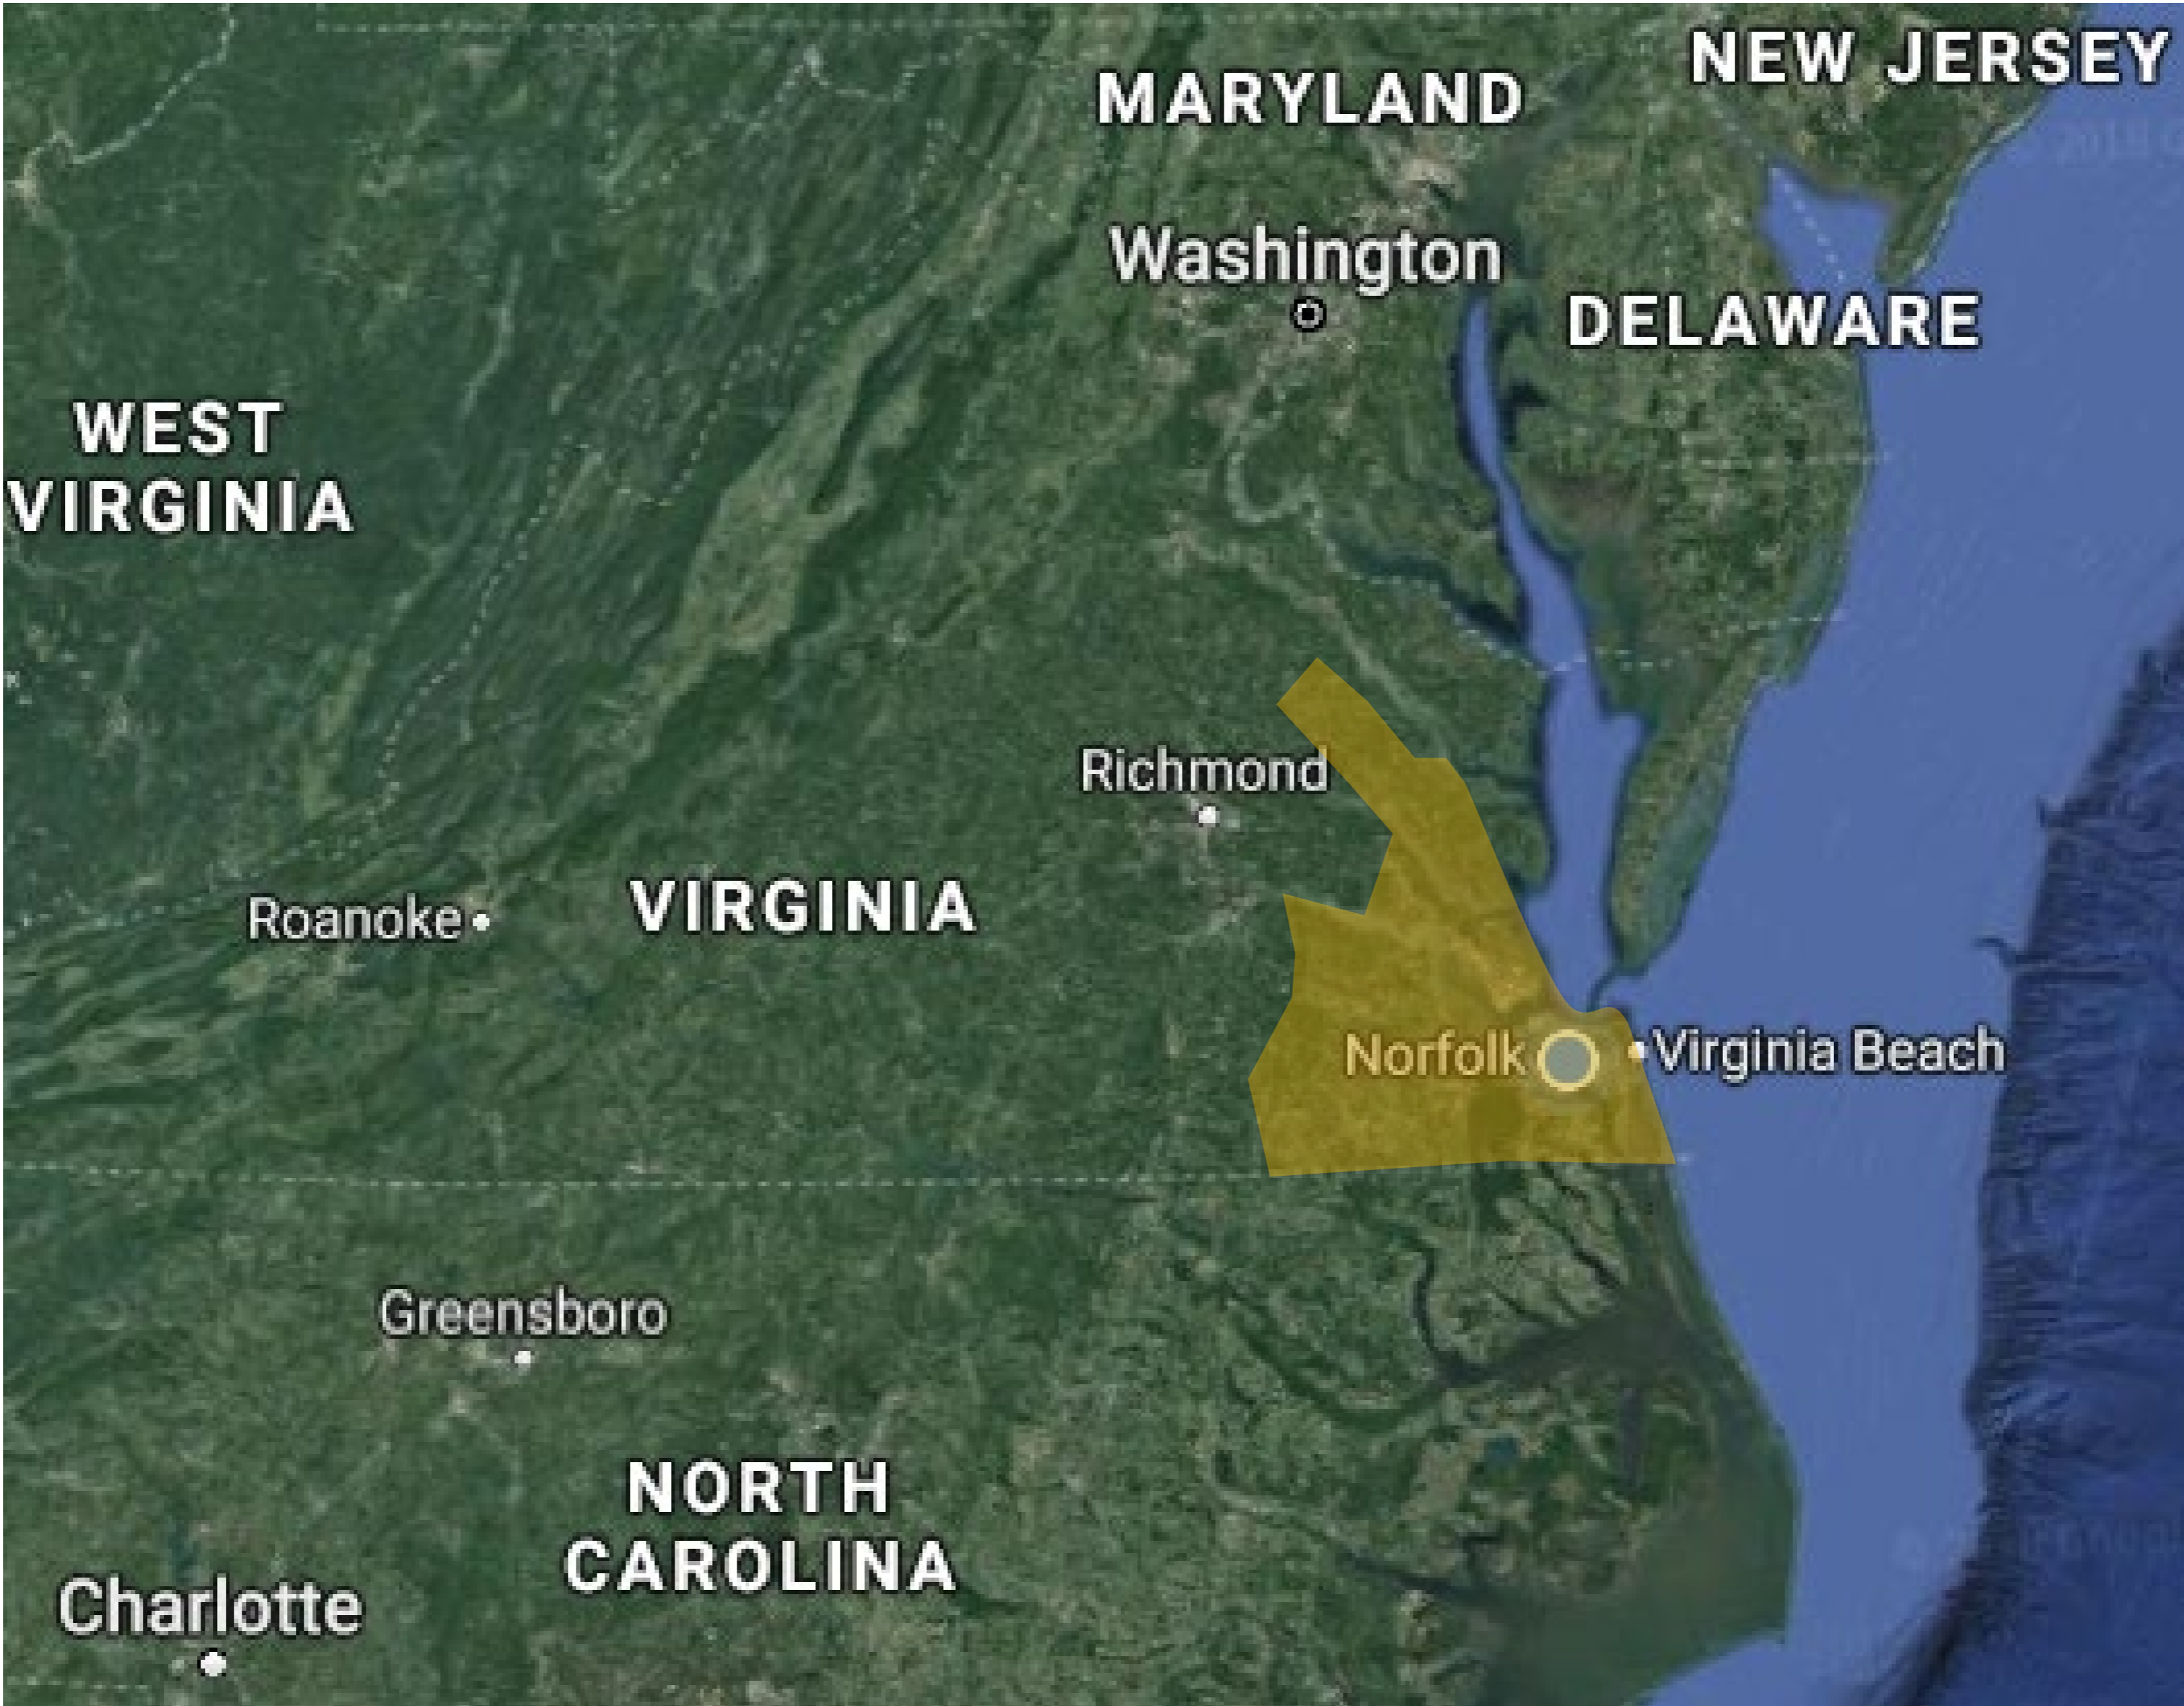 NEW JERSEY
MARYLAND
Washington
DELAWARE
WEST
VIRGINIA
Richmond
Roanoke
VIRGINIA
Norfolk
Virginia Beach
Greensboro
NORTH
CAROLINA
Charlotte